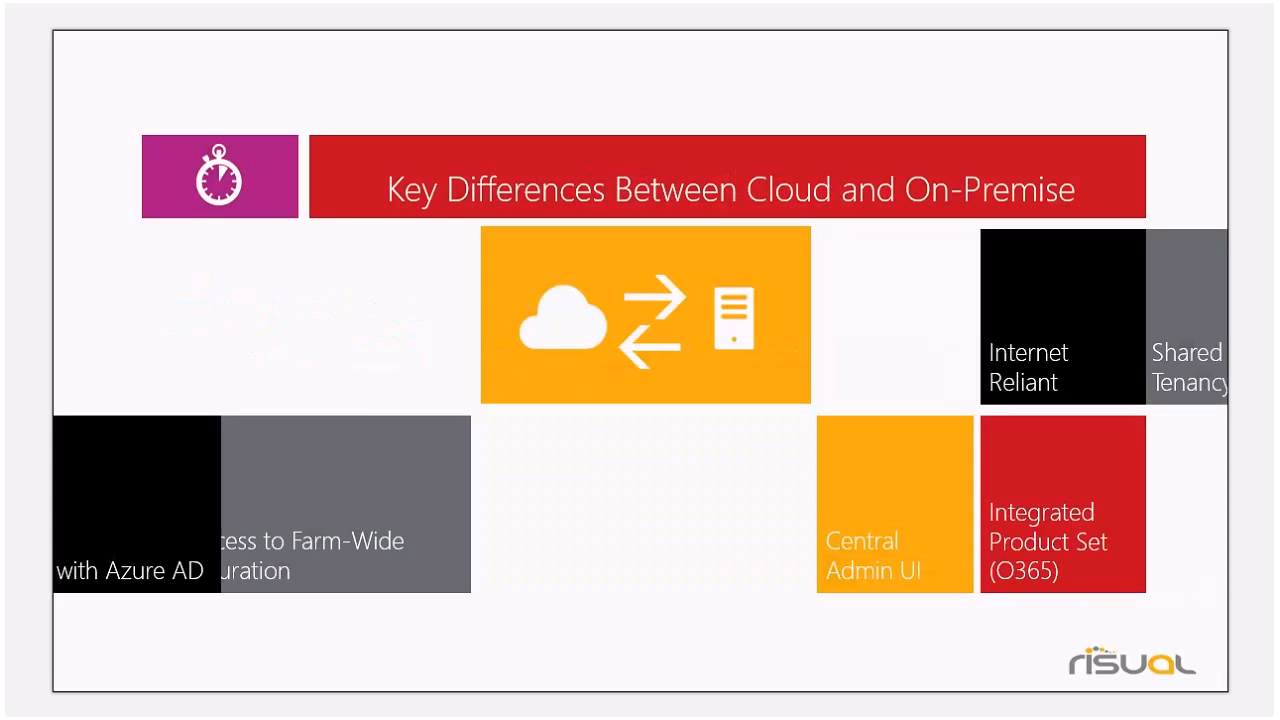 Key Differences Between Cloud and On-Premise
Internet
Reliant
Shared
Tenancy
with Azure AD
cess to Farm-Wide
uration
Central
Admin UI
Integrated
Product Set
(O365)
risual